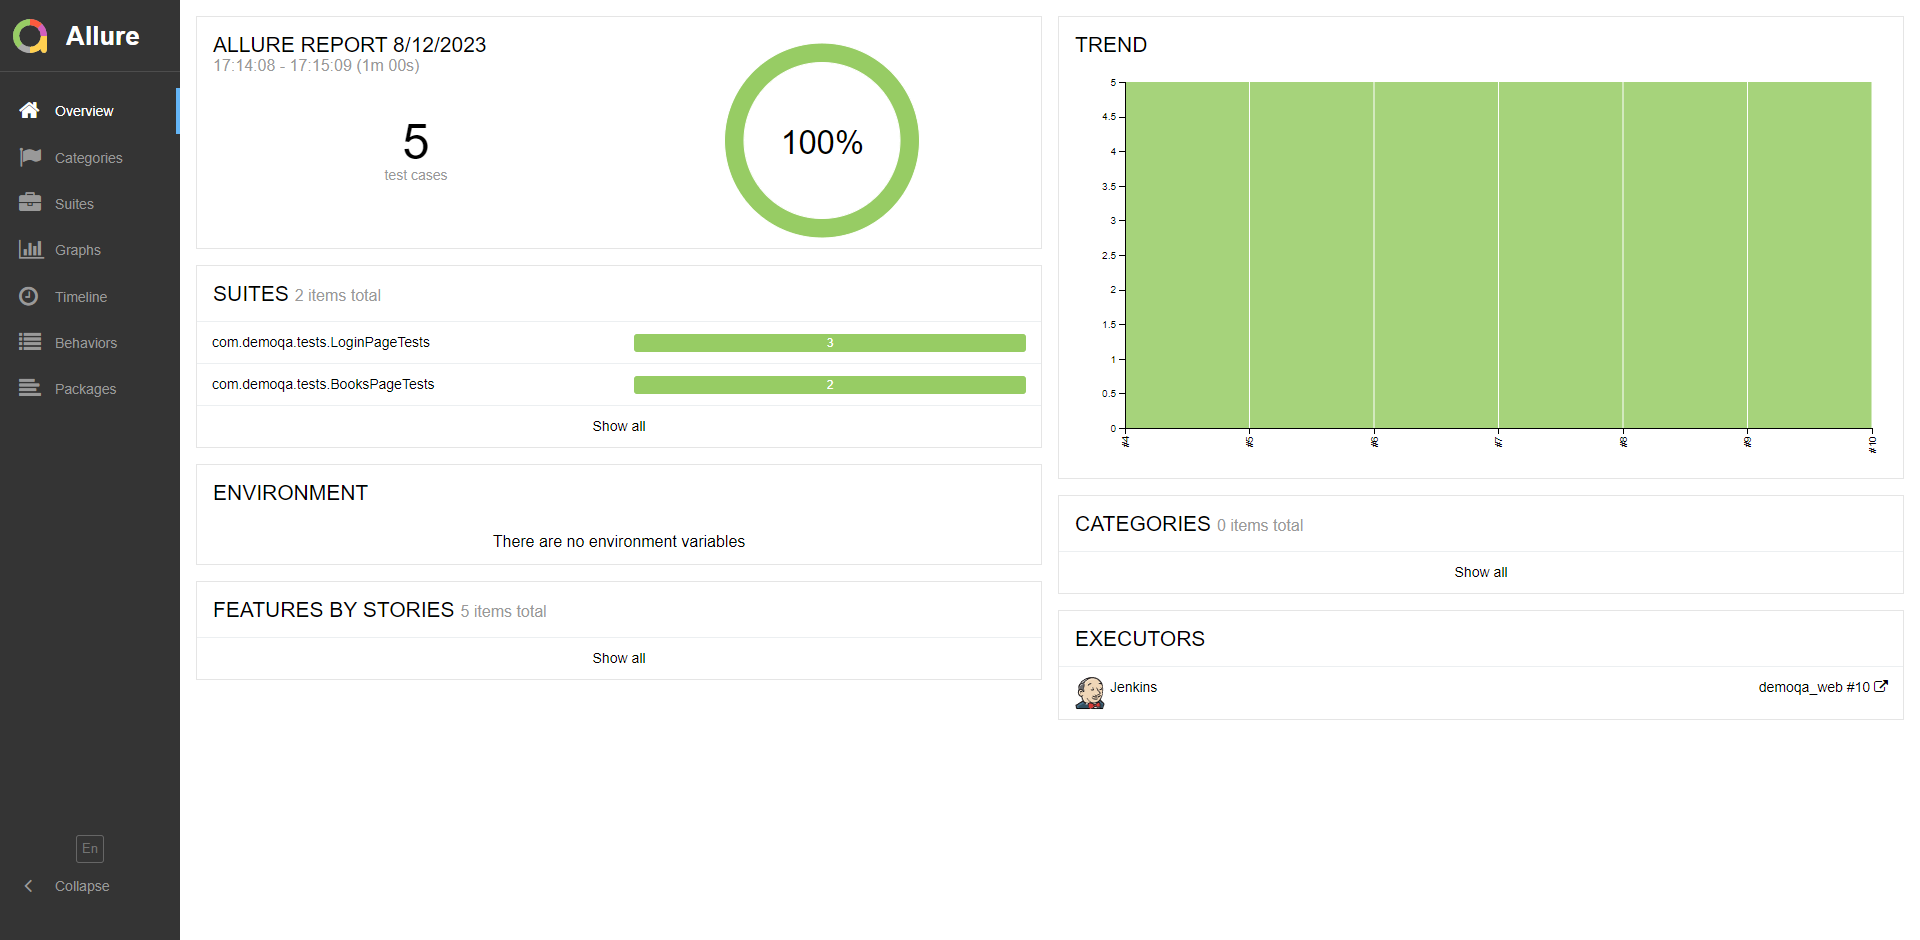 Allure
Overview
Categories
Suites
Graphs
Timeline
Behaviors
Packages
En
Collapse
ALLURE REPORT 8/12/2023
17:14:08 - 17:15:09 (1m 00s)
5
test cases
100%
SUITES 2 items total
com.demoqa.tests.LoginPageTests 3
com.demoqa.tests.BooksPageTests 2
Show all
ENVIRONMENT
There are no environment variables
FEATURES BY STORIES 5 items total
Show all
TREND
5
4.5
4
3.5
3
2.5
2
1.5
1
0.5
0
#4 #5 #6 #7 #8 #9 #10
CATEGORIES 0 items total
Show all
EXECUTORS
Jenkins demoqa_web #10